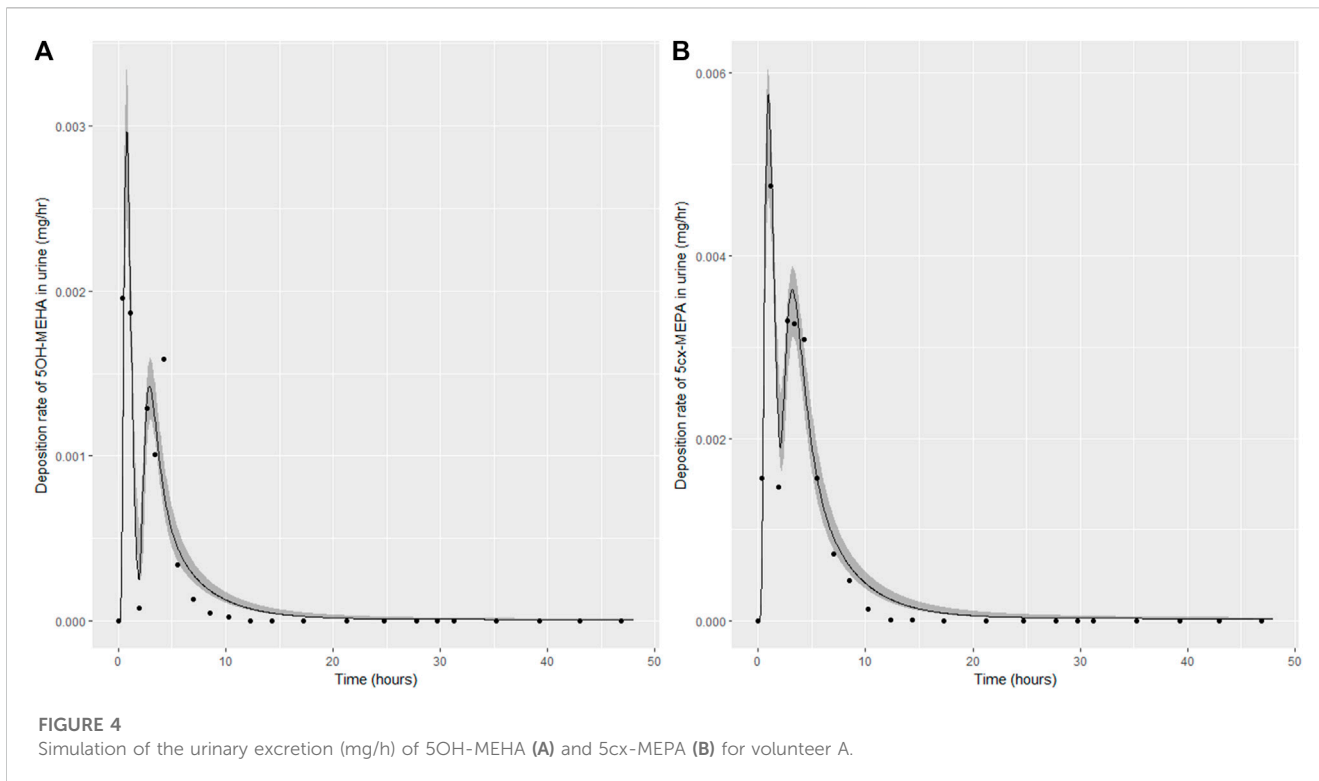 A
Deposition rate of 5OH-MEHA in urine (mg/hr)
0.003
0.002
0.001
0.000
0 10 20 30 40 50
Time (hours)
B
Deposition rate of 5cx-MEPA in urine (mg/hr)
0.006
0.004
0.002
0.000
0 10 20 30 40 50
Time (hours)
FIGURE 4
Simulation of the urinary excretion (mg/h) of 5OH-MEHA (A) and 5cx-MEPA (B) for volunteer A.